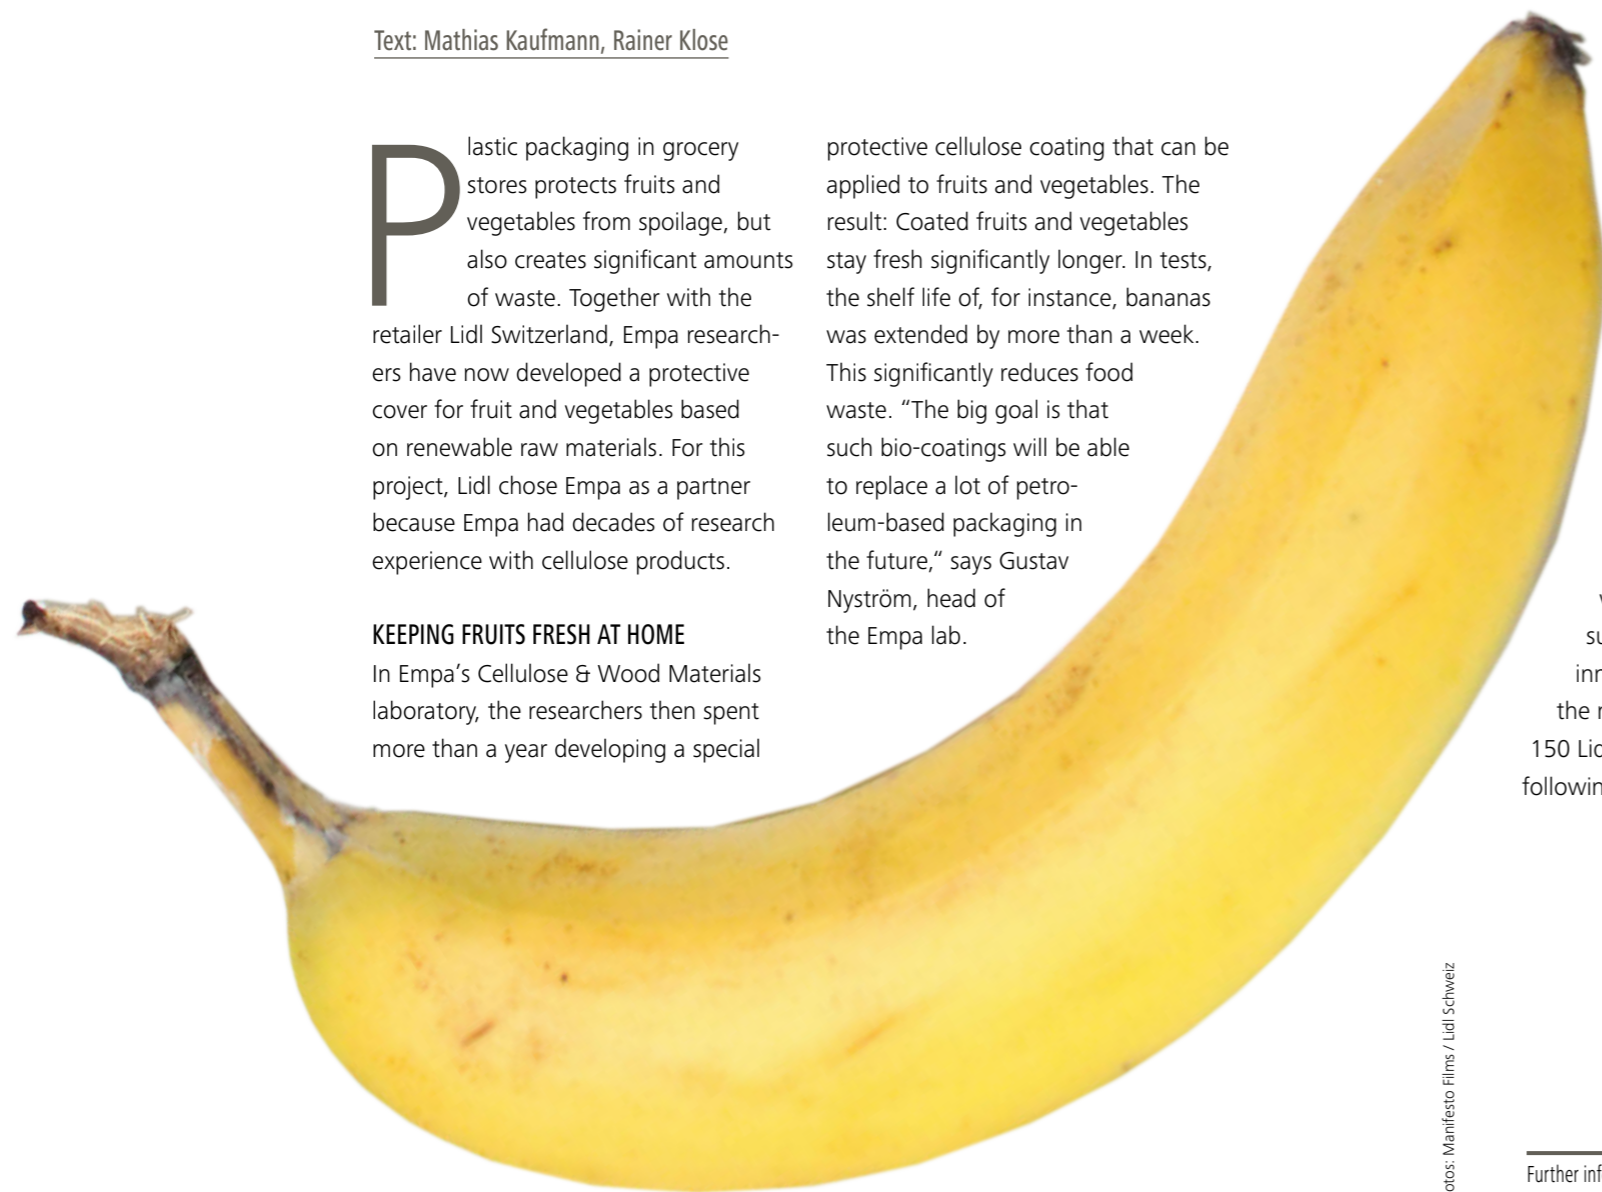 Text: Mathias Kaufmann, Rainer Klose
Plastic packaging in grocery
stores protects fruits and
vegetables from spoilage, but
also creates significant amounts
of waste. Together with the
retailer Lidl Switzerland, Empa research-
ers have now developed a protective
cover for fruit and vegetables based
on renewable raw materials. For this
project, Lidl chose Empa as a partner
because Empa had decades of research
experience with cellulose products.
KEEPING FRUITS FRESH AT HOME
In Empa’s Cellulose & Wood Materials
laboratory, the researchers then spent
more than a year developing a special
protective cellulose coating that can be
applied to fruits and vegetables. The
result: Coated fruits and vegetables
stay fresh significantly longer. In tests,
the shelf life of, for instance, bananas
was extended by more than a week.
This significantly reduces food
waste. “The big goal is that
such bio-coatings will be able
to replace a lot of petro-
leum-based packaging in
the future,“ says Gustav
Nyström, head of
the Empa lab.
the
150
Manifesto Films / Lidl Schweiz
Further